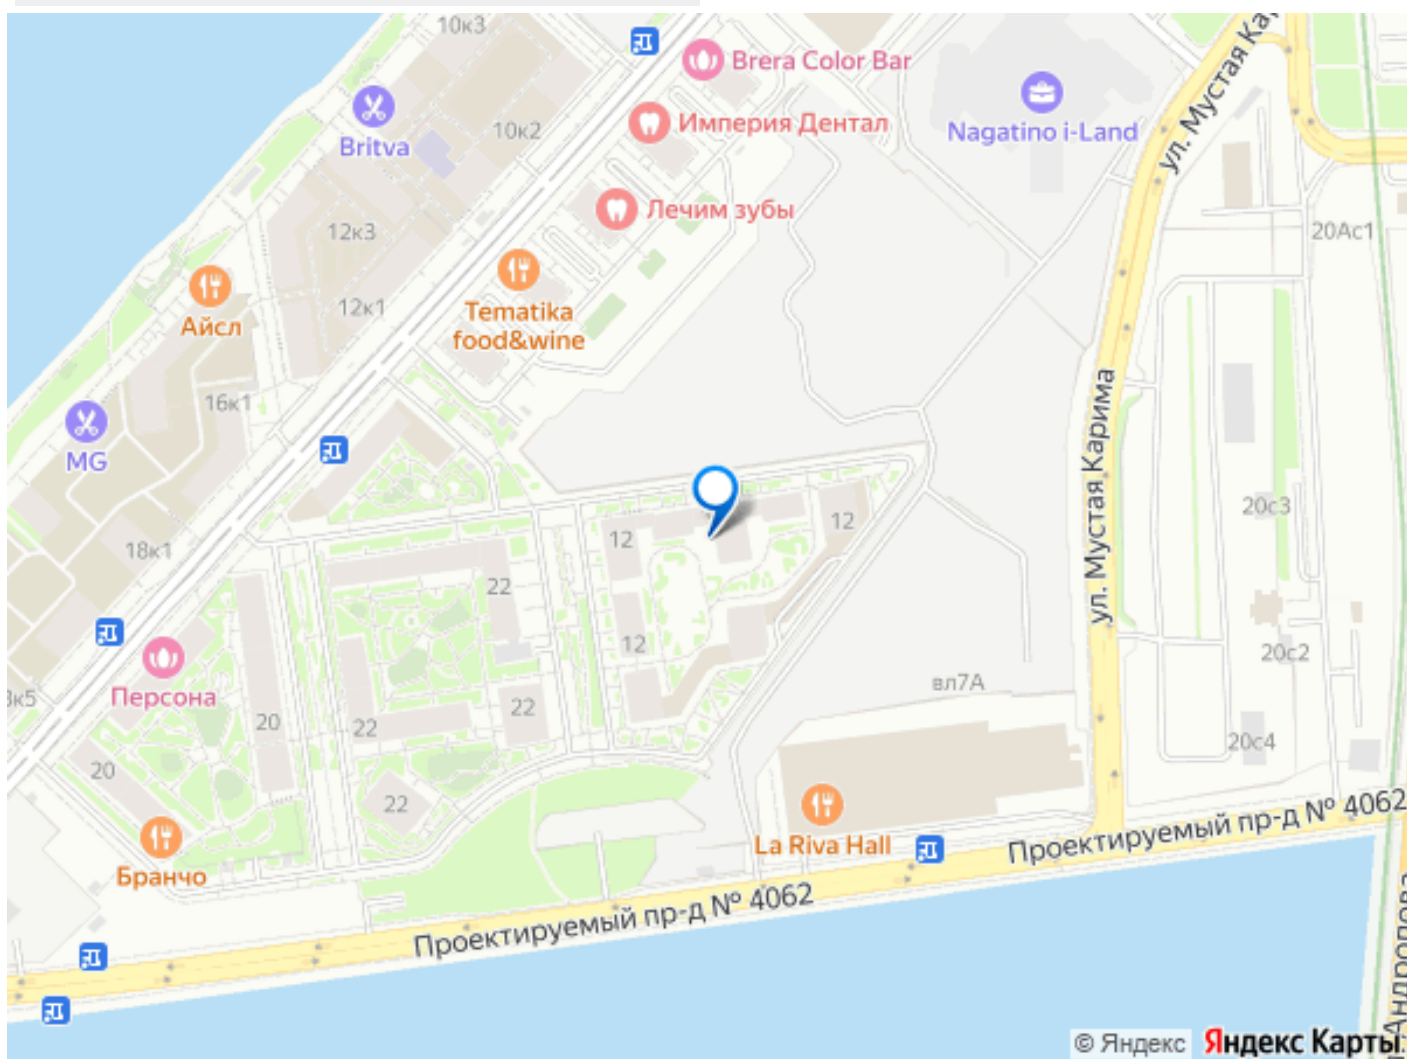 10к3
Brera Color Bar
Britva
10к2
Империя Дентал
Nagatino i-Land
ул. Мустая Ка
Лечим зубы
12к3
20Ас1
Айсл
12к1
Tematika
food&wine
16к1
MG
ул. Мустая Карима
18к1
12
12
20с3
22
12
20с2
Персона
к5
20
22
22
вл7А
20с4
20
22
La Riva Hall
Бранчо
Проектируемый пр-д № 4062
Проектируемый пр-д № 4062
Андропова
© Яндекс Яндекс Карты